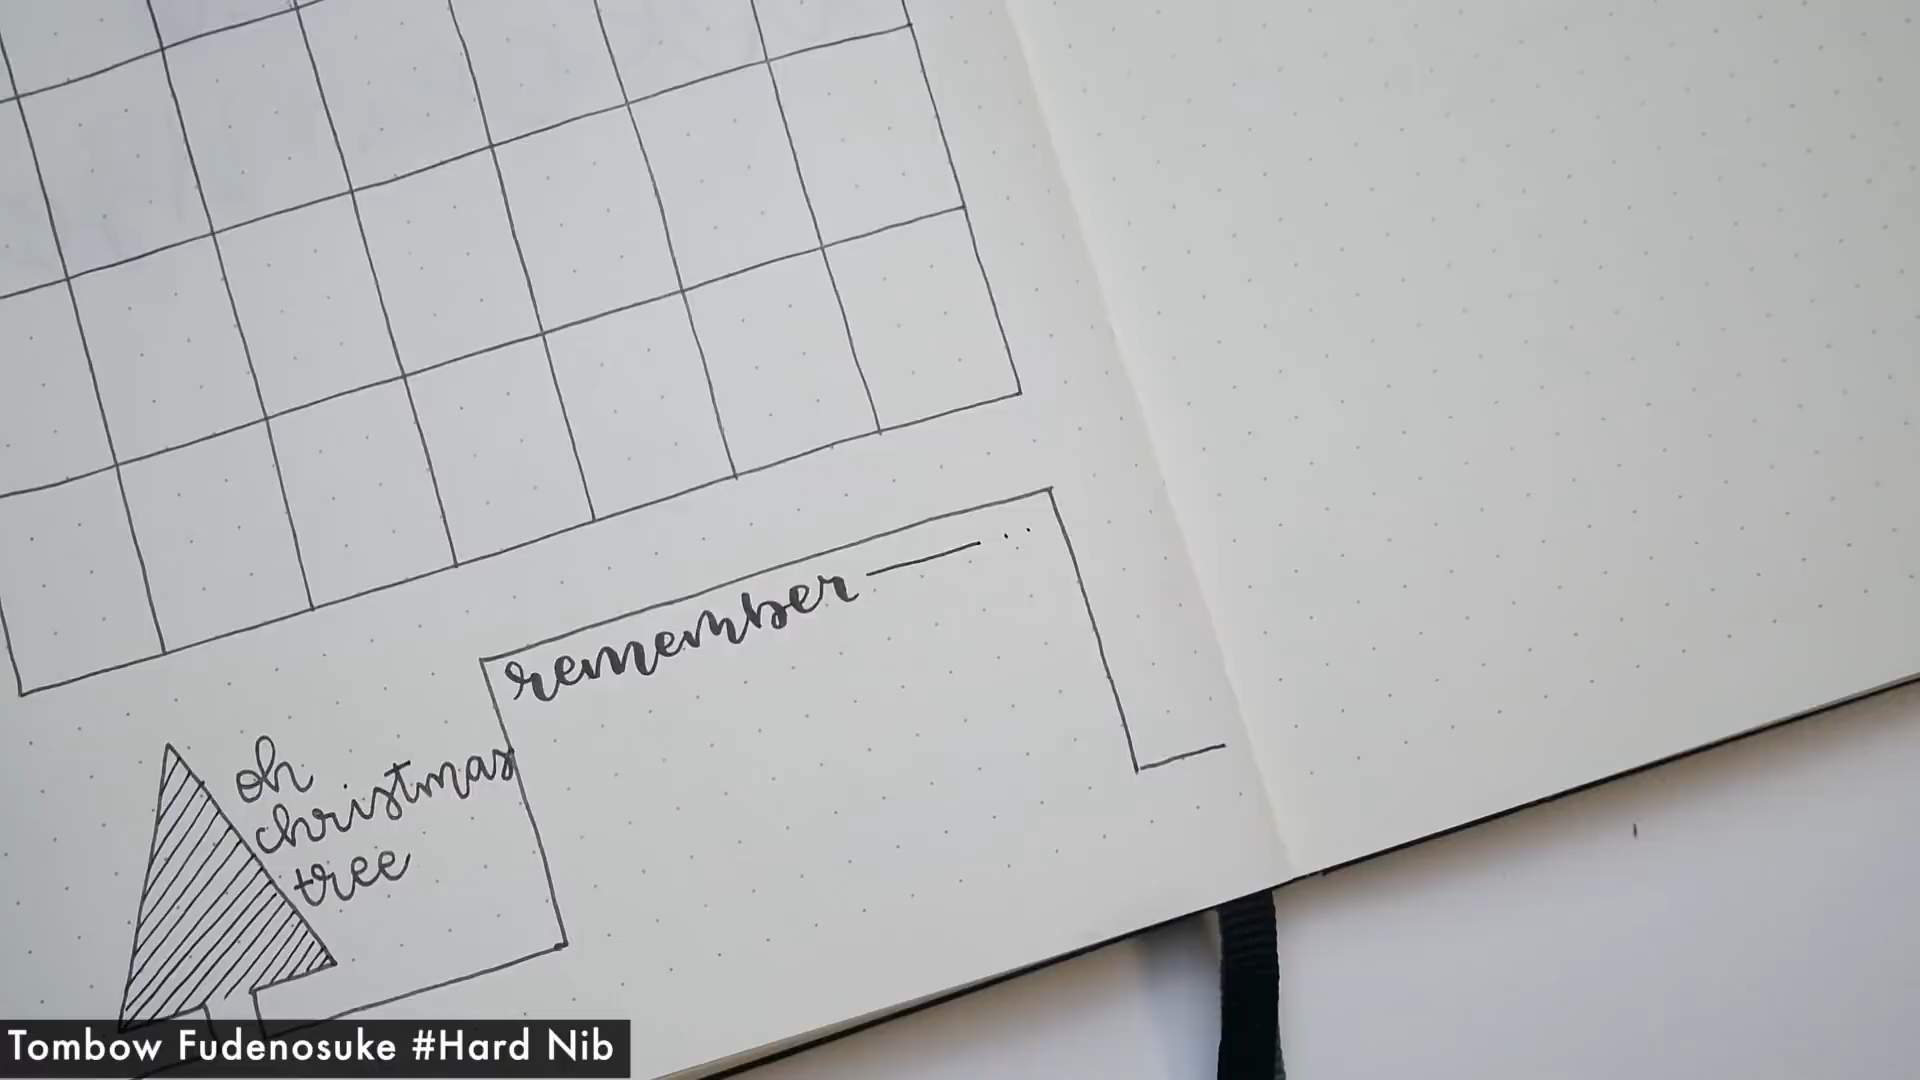 remember
oh
christmas
tree
Tombow Fudenosuke #Hard Nib